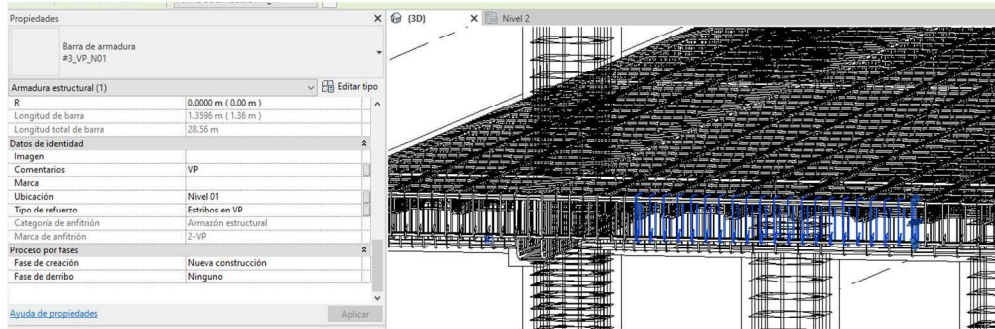 Propiedades
{3D}
Nivel 2
Barra de armadura
#3_VP_N01
Armadura estructural (1)
Editar tipo
R 0.0000 m ( 0.00 m )
Longitud de barra 1.3596 m ( 1.36 m )
Longitud total de barra 28.56 m
Datos de identidad
Imagen
Comentarios VP
Marca
Ubicación Nivel 01
Tipo de refuerzo Estribos en VP
Categoría de anfitrión Armazón estructural
Marca de anfitrión 2-VP
Proceso por fases
Fase de creación Nueva construcción
Fase de derribo Ninguno
Ayuda de propiedades
Aplicar